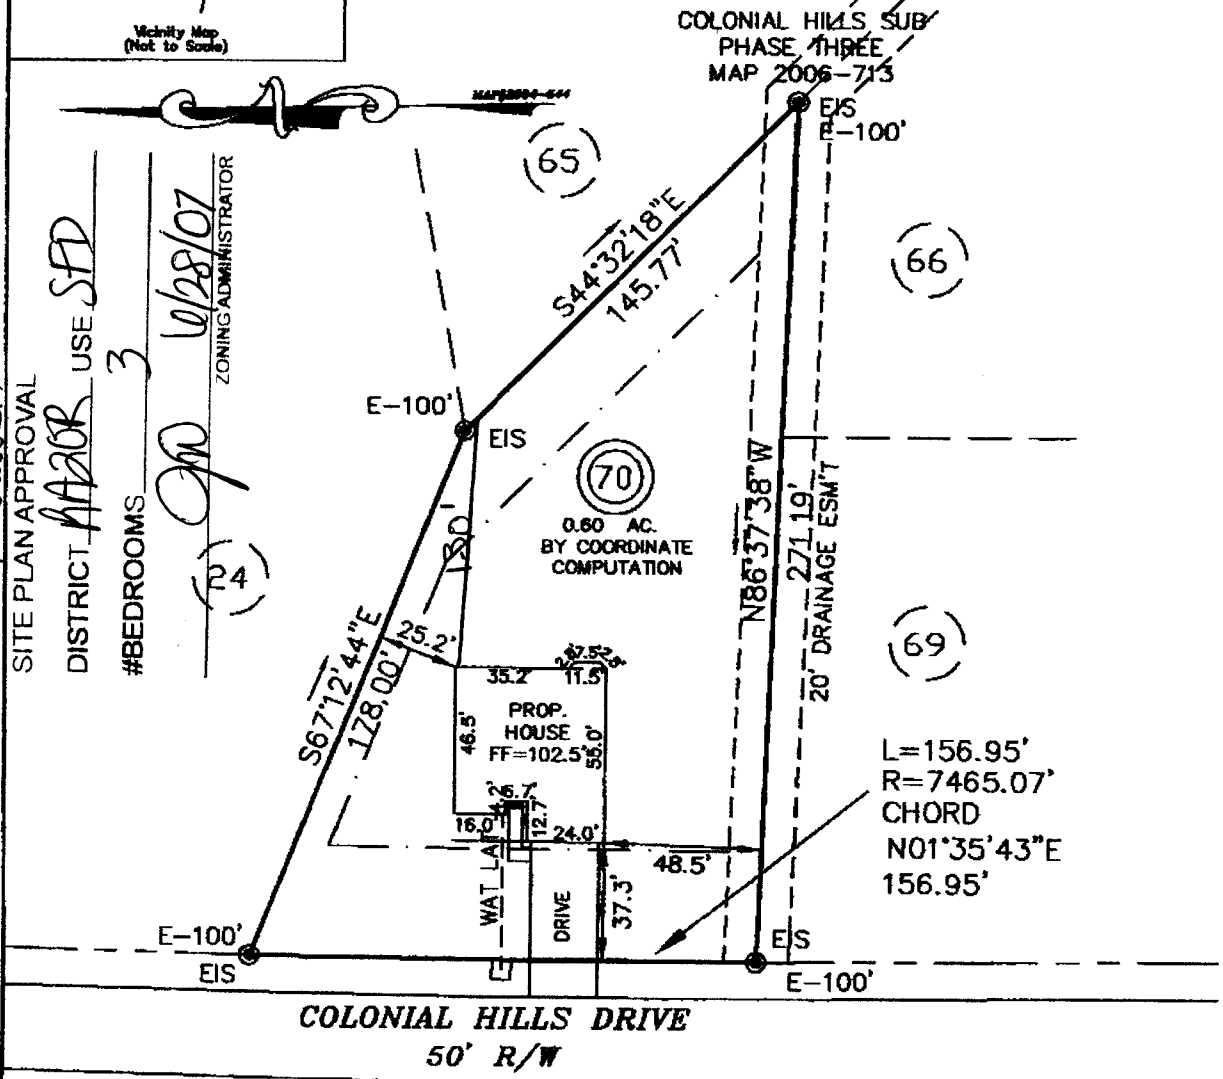 Vicinity Map
(Not to Scale)
COLONIAL HILLS SUB
PHASE THREE
MAP 2006-713
EIS
E-100'
65
66
S44°32'18"E
145.77'
SITE PLAN APPROVAL
DISTRICT RA20R USE SFD
#BEDROOMS 3
6/28/07
ZONING ADMINISTRATOR
E-100'
EIS
70
0.60 AC.
BY COORDINATE
COMPUTATION
N86°37'38"W
271.19'
20' DRAINAGE ESM'T
24
69
130'
S67°12'44"E
178.00'
25.2'
35.2'
7.5'
11.5'
46.5'
PROP.
HOUSE
FF=102.5'
55.0'
6.7'
16.0'
12.7'
24.0'
48.5'
37.3'
WAT LAT
DRIVE
L=156.95'
R=7465.07'
CHORD
N01°35'43"E
156.95'
E-100'
EIS
EIS
E-100'
COLONIAL HILLS DRIVE
50' R/W